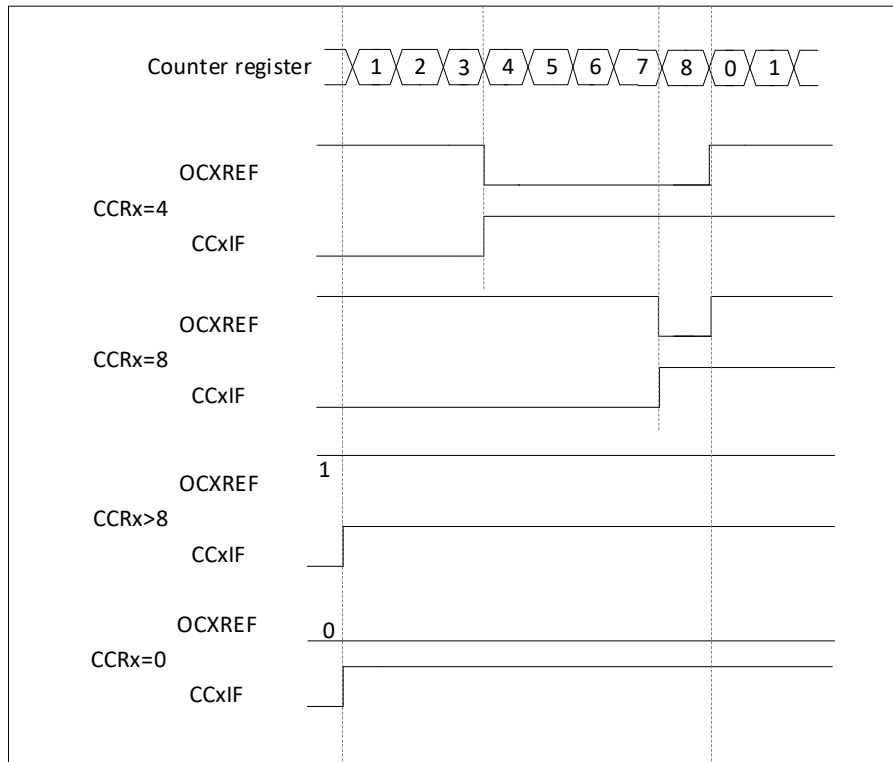 Counter register 1 2 3 4 5 6 7 8 0 1
OCXREF
CCRx=4
CCxIF
OCXREF
CCRx=8
CCxIF
1
OCXREF
CCRx>8
CCxIF
OCXREF 0
CCRx=0
CCxIF